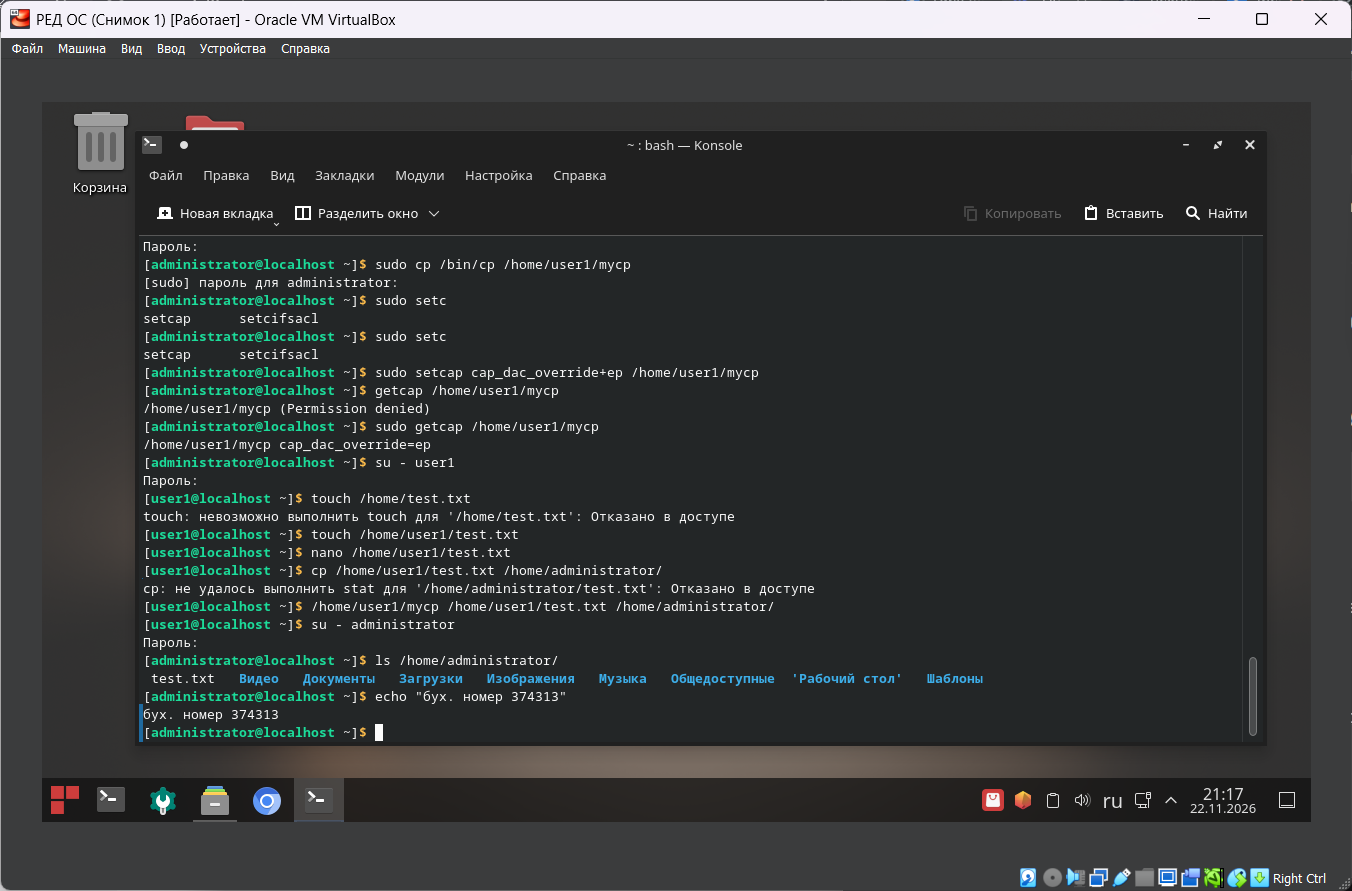 РЕД ОС (Снимок 1) [Работает] - Oracle VM VirtualBox
Файл Машина Вид Ввод Устройства Справка
Корзина
~ : bash — Konsole
Файл Правка Вид Закладки Модули Настройка Справка
Новая вкладка Разделить окно Копировать Вставить Найти
Пароль:
[administrator@localhost ~]$ sudo cp /bin/cp /home/user1/mycp
[sudo] пароль для administrator:
[administrator@localhost ~]$ sudo setc
setcap setcifsacl
[administrator@localhost ~]$ sudo setc
setcap setcifsacl
[administrator@localhost ~]$ sudo setcap cap_dac_override+ep /home/user1/mycp
[administrator@localhost ~]$ getcap /home/user1/mycp
/home/user1/mycp (Permission denied)
[administrator@localhost ~]$ sudo getcap /home/user1/mycp
/home/user1/mycp cap_dac_override=ep
[administrator@localhost ~]$ su - user1
Пароль:
[user1@localhost ~]$ touch /home/test.txt
touch: невозможно выполнить touch для '/home/test.txt': Отказано в доступе
[user1@localhost ~]$ touch /home/user1/test.txt
[user1@localhost ~]$ nano /home/user1/test.txt
[user1@localhost ~]$ cp /home/user1/test.txt /home/administrator/
cp: не удалось выполнить stat для '/home/administrator/test.txt': Отказано в доступе
[user1@localhost ~]$ /home/user1/mycp /home/user1/test.txt /home/administrator/
[user1@localhost ~]$ su - administrator
Пароль:
[administrator@localhost ~]$ ls /home/administrator/
test.txt Видео Документы Загрузки Изображения Музыка Общедоступные 'Рабочий стол' Шаблоны
[administrator@localhost ~]$ echo "бух. номер 374313"
бух. номер 374313
[administrator@localhost ~]$
ru 21:17
22.11.2026
Right Ctrl